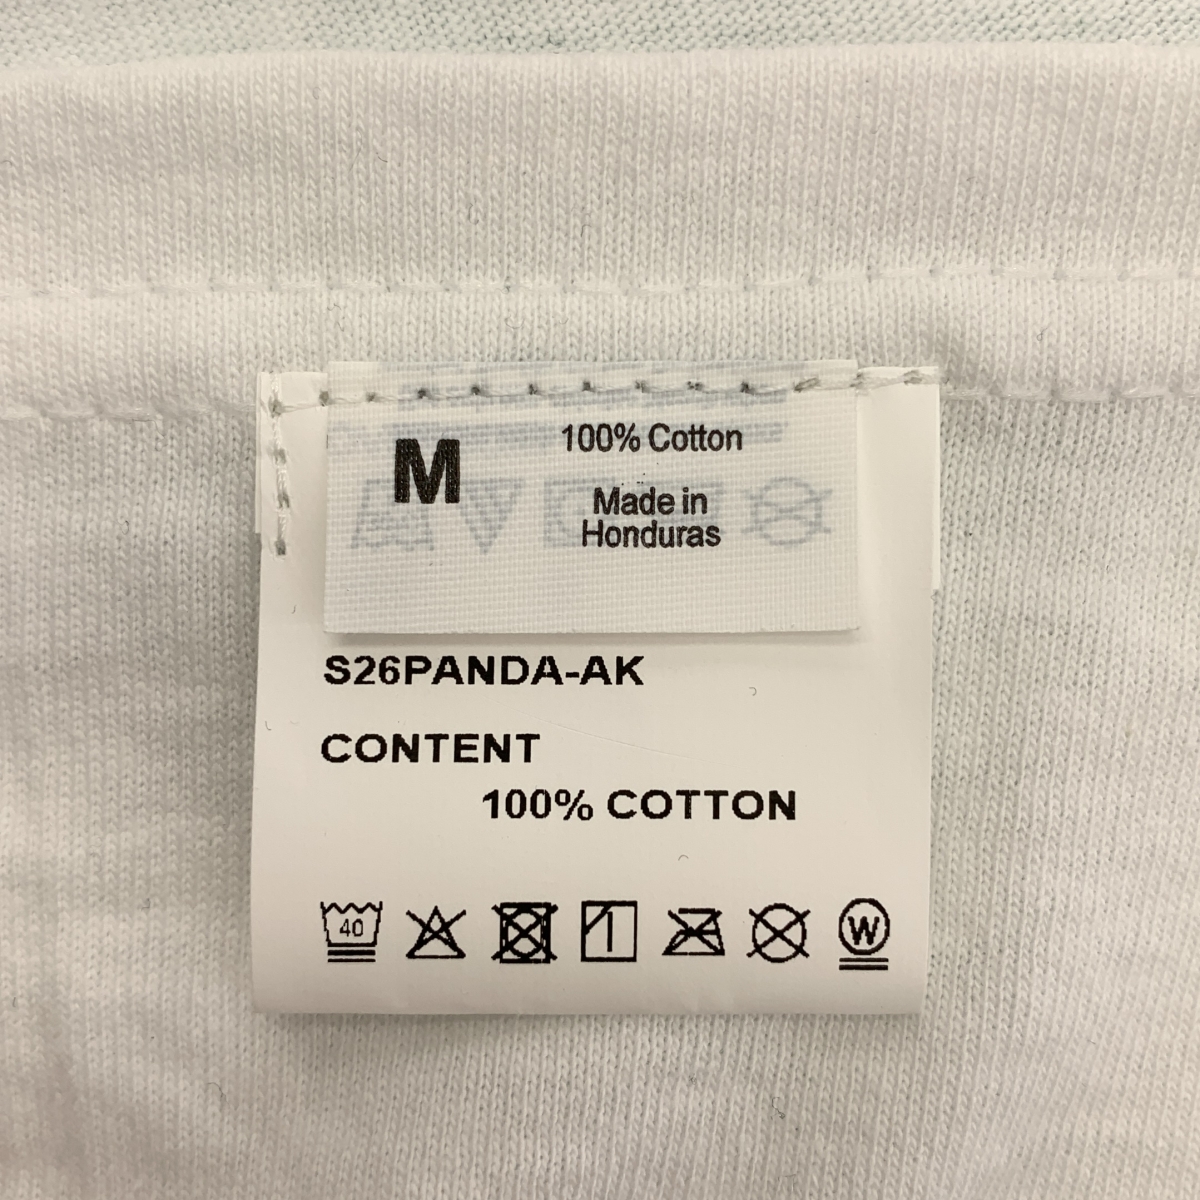 M
100% Cotton
Made in
Honduras
S26PANDA-AK
CONTENT
100% COTTON
40
W